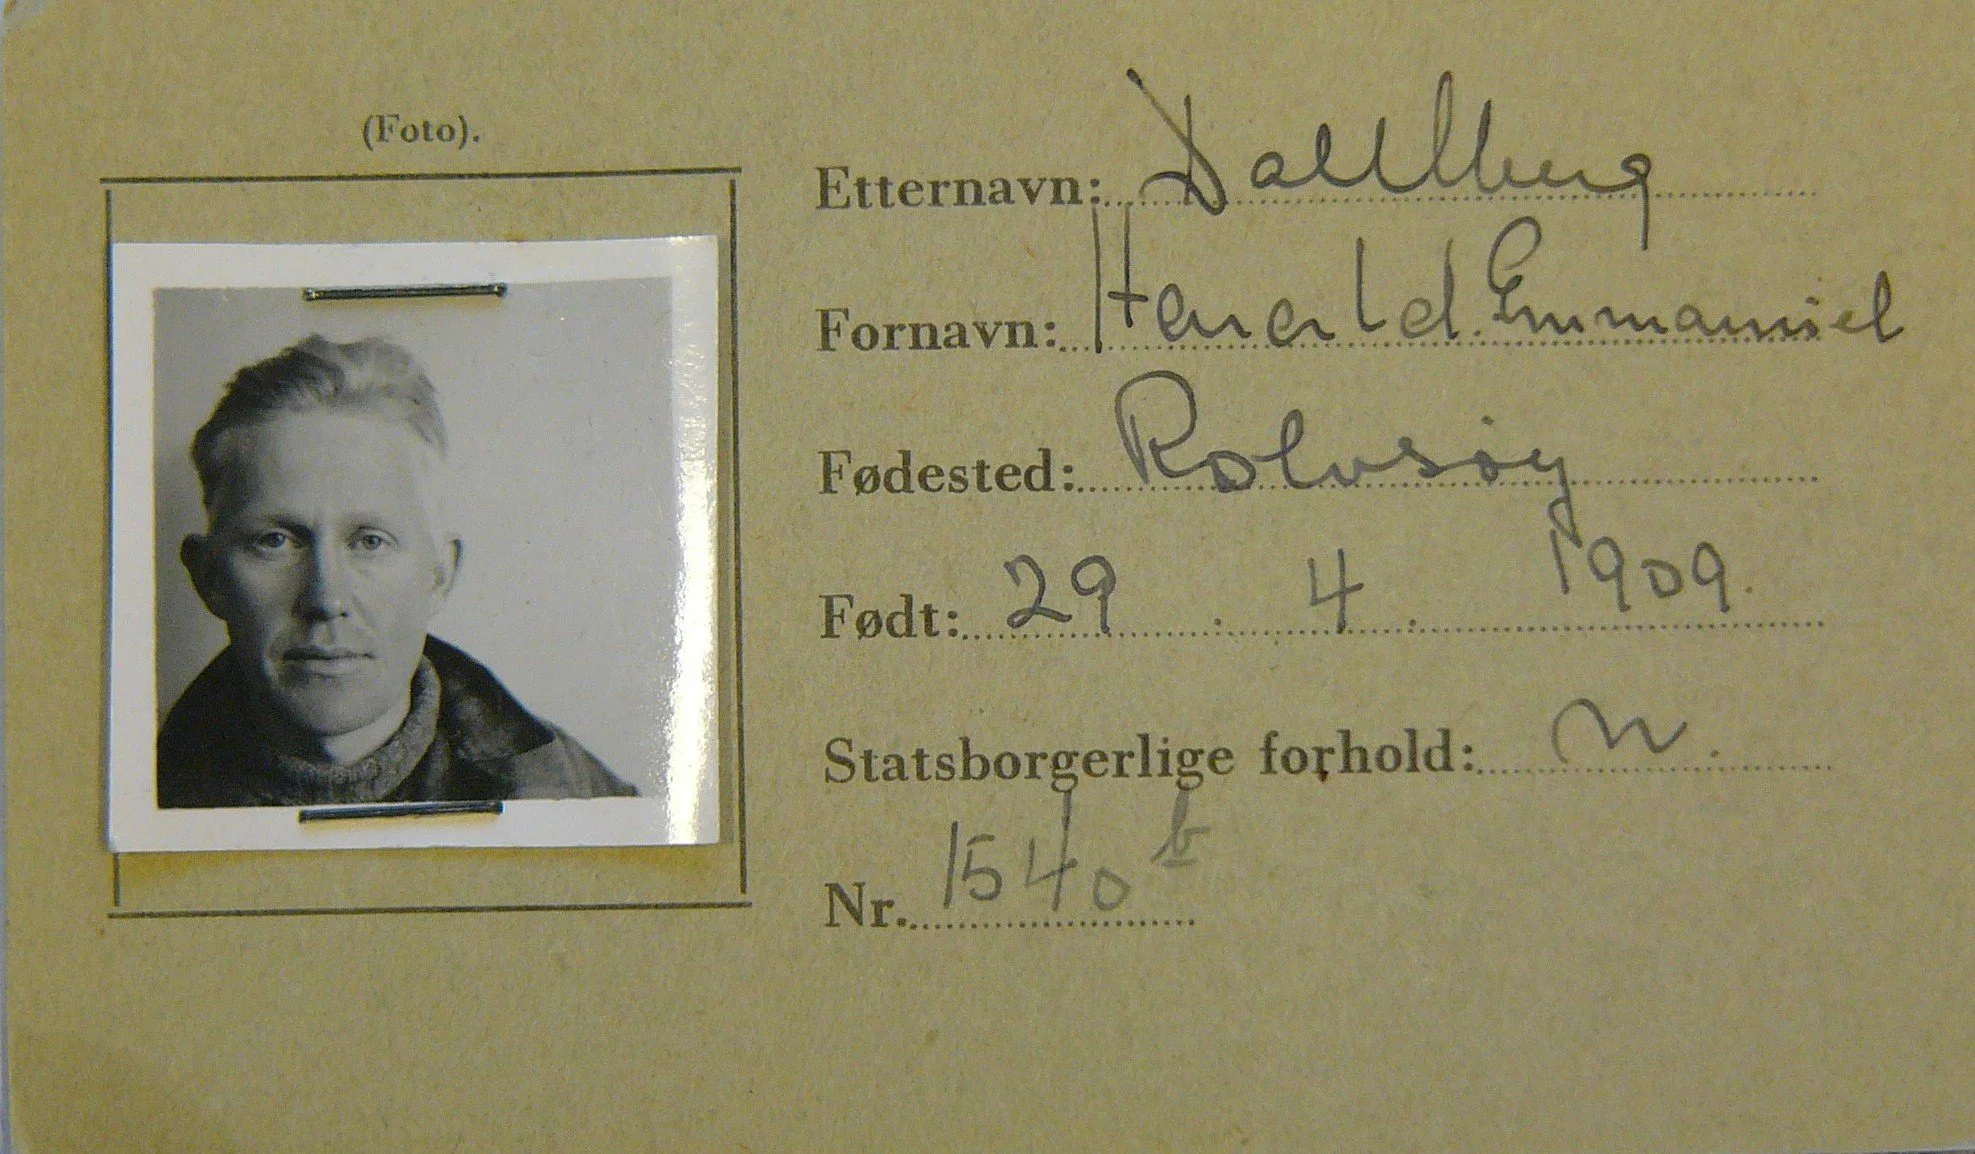 (Foto).
Etternavn: Dahlberg
Fornavn: Harald Emmanuel
Fødested: Rolvsøy
Født: 29 . 4 . 1909.
Statsborgerlige forhold: n.
Nr. 1540 b